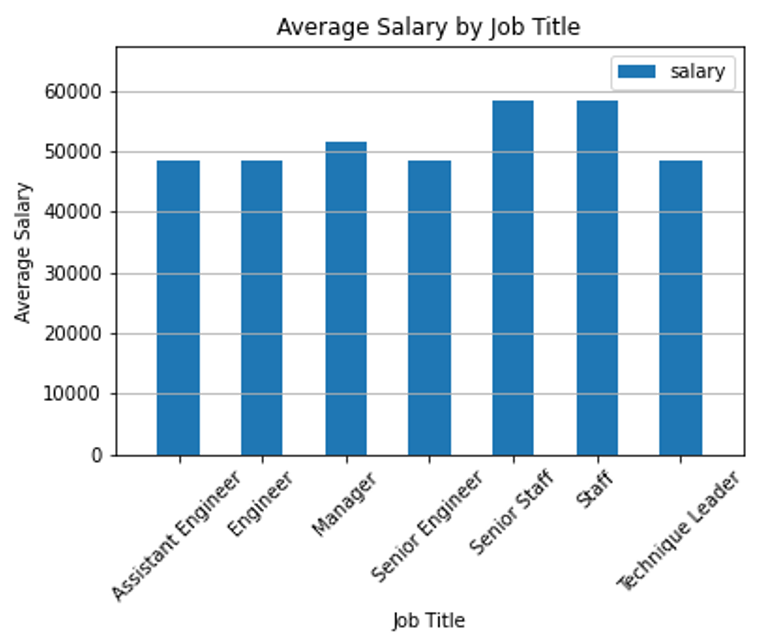 Average Salary by Job Title
salary
Average Salary
60000
50000
40000
30000
20000
10000
0
Assistant Engineer
Engineer
Manager
Senior Engineer
Senior Staff
Staff
Technique Leader
Job Title